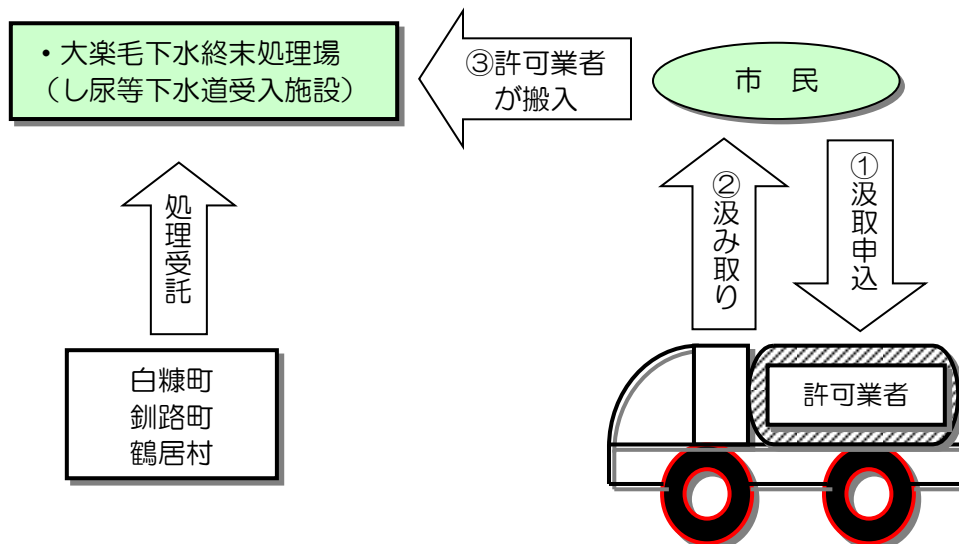 ・大楽毛下水終末処理場
（し尿等下水道受入施設）
③許可業者
が搬入
市　民
処理受託
②汲み取り
①汲取申込
白糠町
釧路町
鶴居村
許可業者